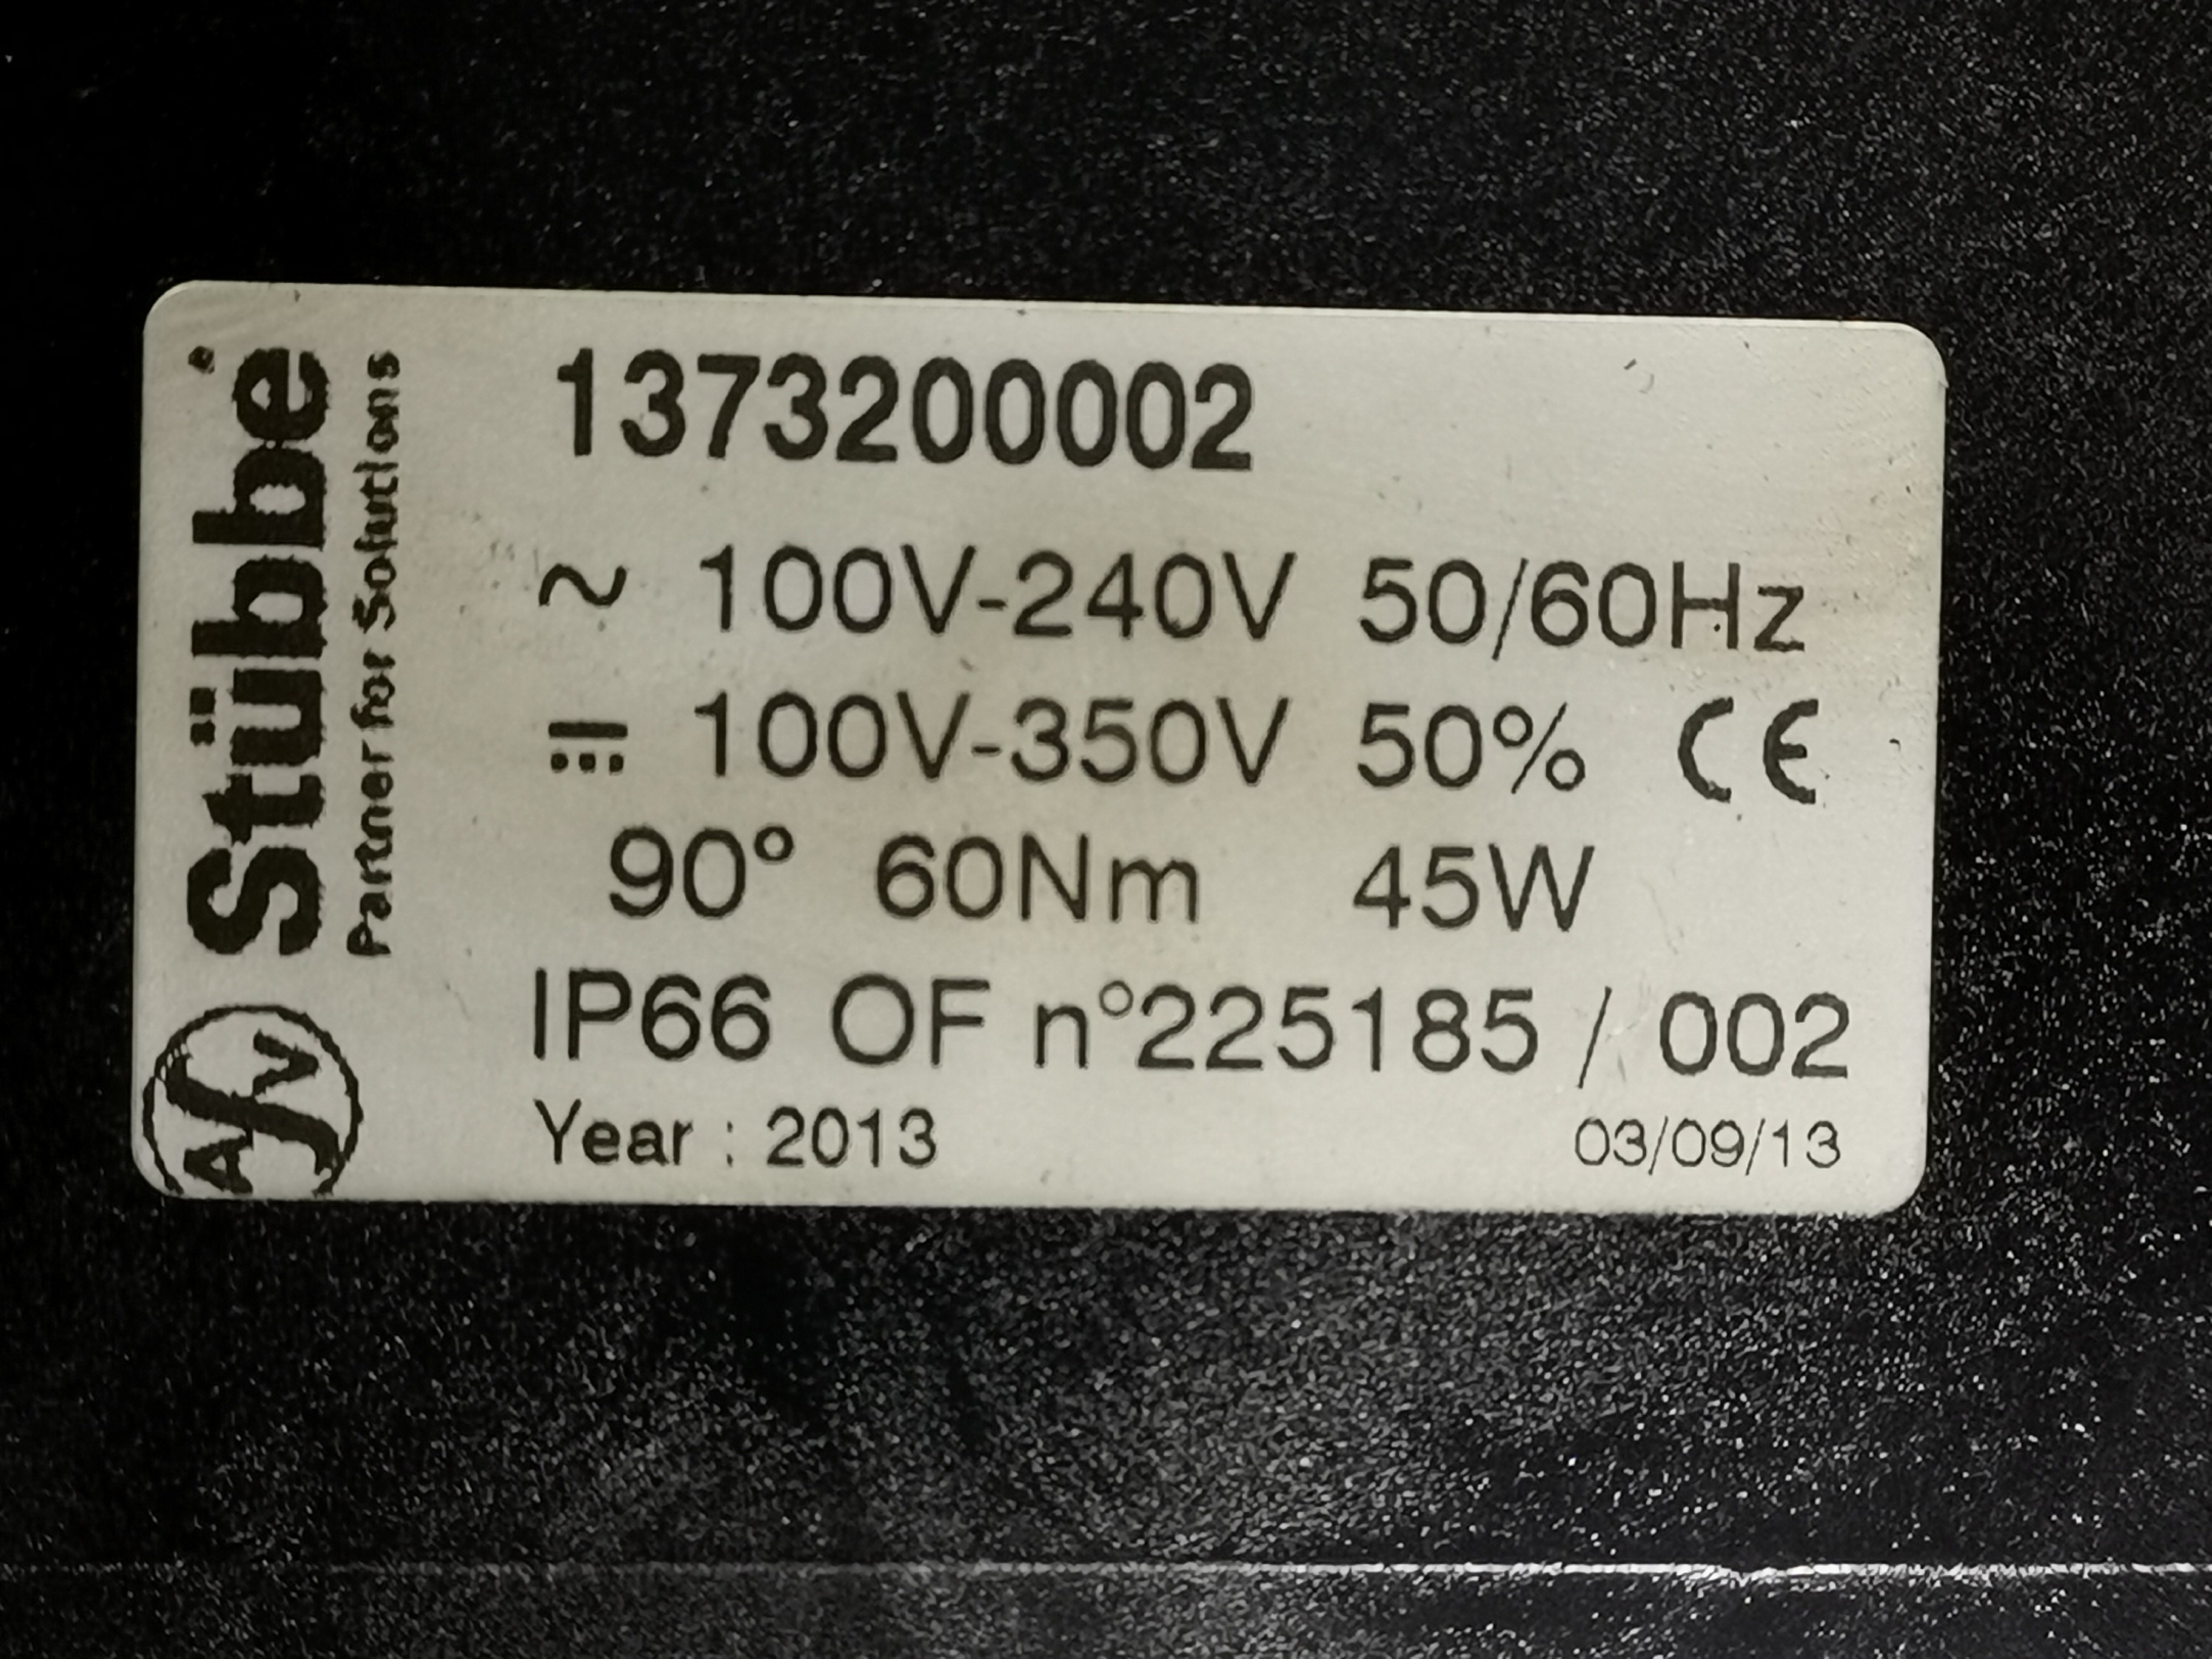 Stübbe
Partner for Solutions
ASV
1373200002
~ 100V-240V 50/60Hz
⎓ 100V-350V 50% CE
90° 60Nm 45W
IP66 OF n°225185 / 002
Year : 2013 03/09/13